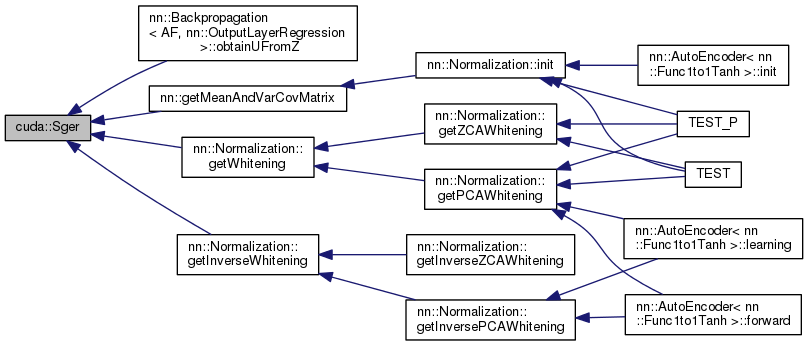 nn::Backpropagation
< AF, nn::OutputLayerRegression
>::obtainUFromZ
nn::Normalization::init
nn::AutoEncoder< nn
::Func1to1Tanh >::init
nn::getMeanAndVarCovMatrix
cuda::Sger
nn::Normalization::
getZCAWhitening
TEST_P
nn::Normalization::
getWhitening
TEST
nn::Normalization::
getPCAWhitening
nn::Normalization::
getInverseWhitening
nn::Normalization::
getInverseZCAWhitening
nn::AutoEncoder< nn
::Func1to1Tanh >::learning
nn::Normalization::
getInversePCAWhitening
nn::AutoEncoder< nn
::Func1to1Tanh >::forward